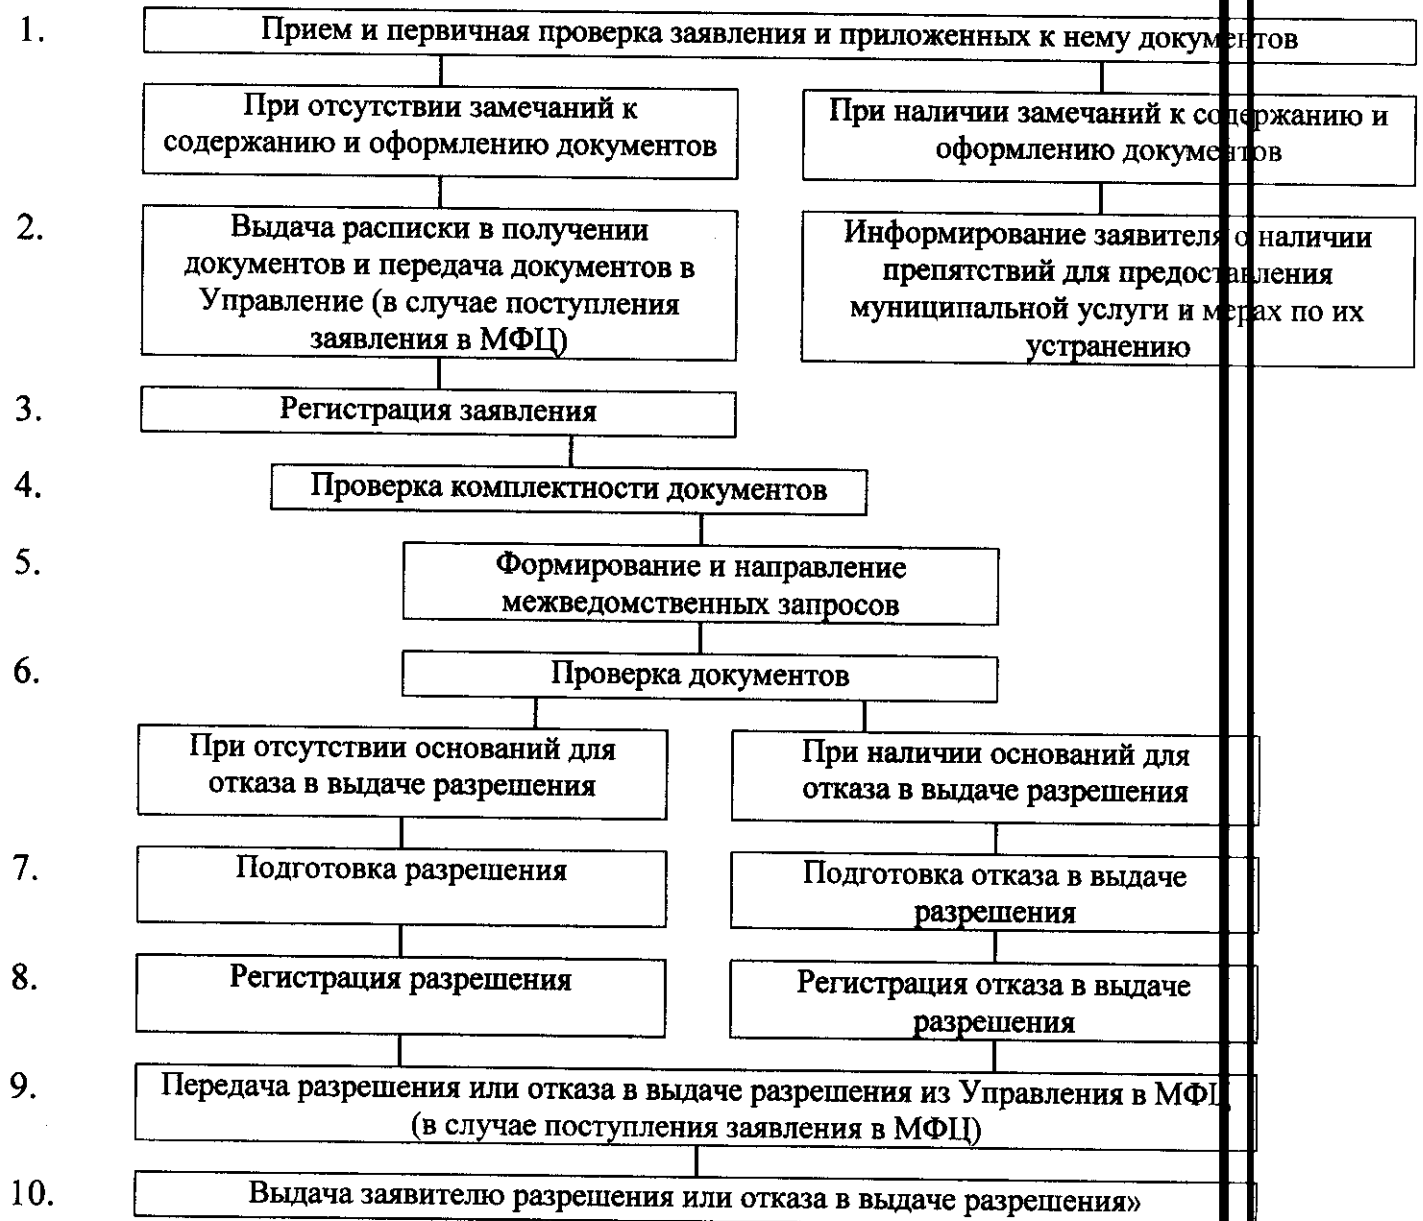 1.
Прием и первичная проверка заявления и приложенных к нему документов
При отсутствии замечаний к
содержанию и оформлению документов
При наличии замечаний к содержанию и
оформлению документов
2.
Выдача расписки в получении
документов и передача документов в
Управление (в случае поступления
заявления в МФЦ)
Информирование заявителя о наличии
препятствий для предоставления
муниципальной услуги и мерах по их
устранению
3.
Регистрация заявления
4.
Проверка комплектности документов
5.
Формирование и направление
межведомственных запросов
6.
Проверка документов
При отсутствии оснований для
отказа в выдаче разрешения
При наличии оснований для
отказа в выдаче разрешения
7.
Подготовка разрешения
Подготовка отказа в выдаче
разрешения
8.
Регистрация разрешения
Регистрация отказа в выдаче
разрешения
9.
Передача разрешения или отказа в выдаче разрешения из Управления в МФЦ
(в случае поступления заявления в МФЦ)
10.
Выдача заявителю разрешения или отказа в выдаче разрешения»